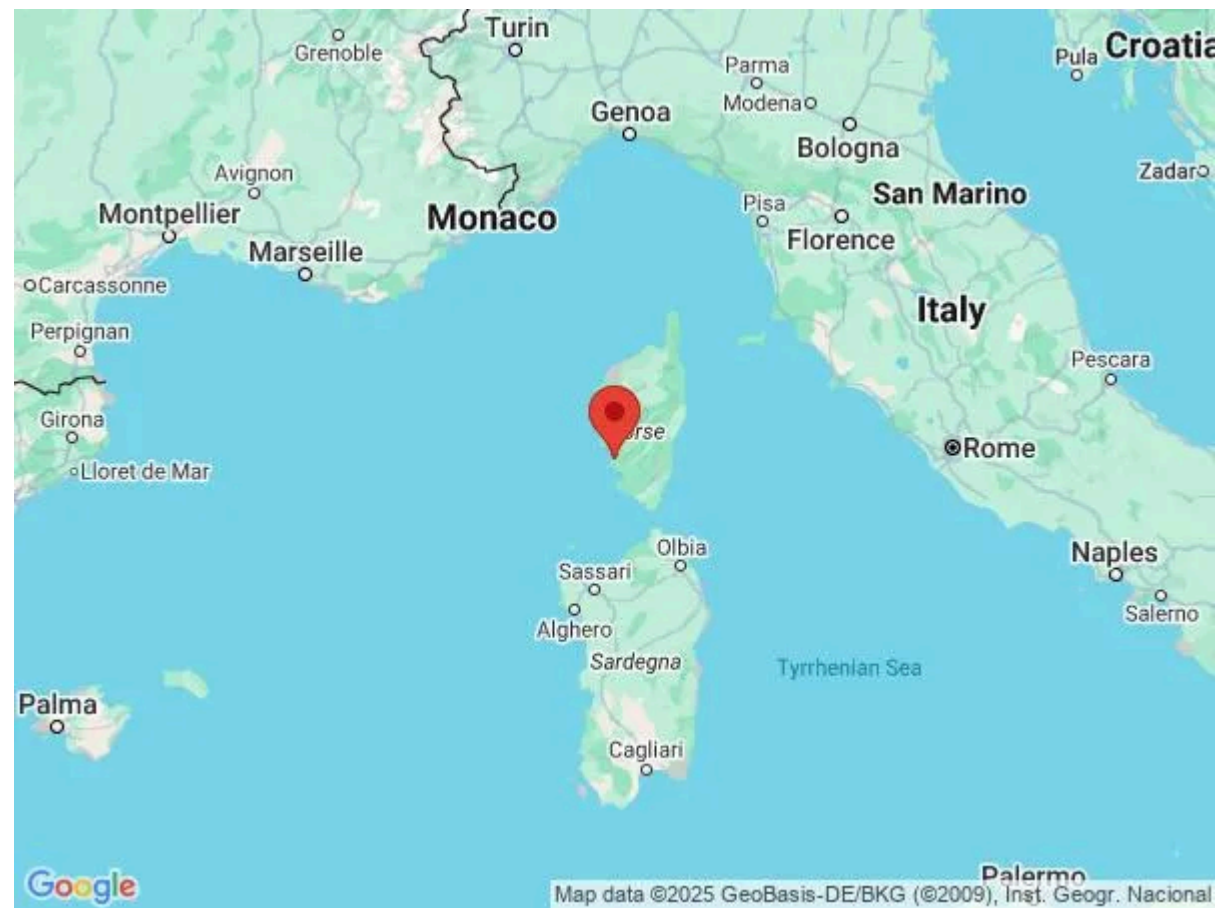 Turin
Grenoble
Pula
Croatia
Parma
Modena
Genoa
Bologna
Avignon
Zadar
Montpellier
Monaco
Pisa
San Marino
Marseille
Florence
Carcassonne
Italy
Perpignan
Pescara
Girona
orse
Rome
Lloret de Mar
Olbia
Naples
Sassari
Alghero
Salerno
Sardegna
Tyrrhenian Sea
Palma
Cagliari
Palermo
Google
Map data ©2025 GeoBasis-DE/BKG (©2009), Inst. Geogr. Nacional